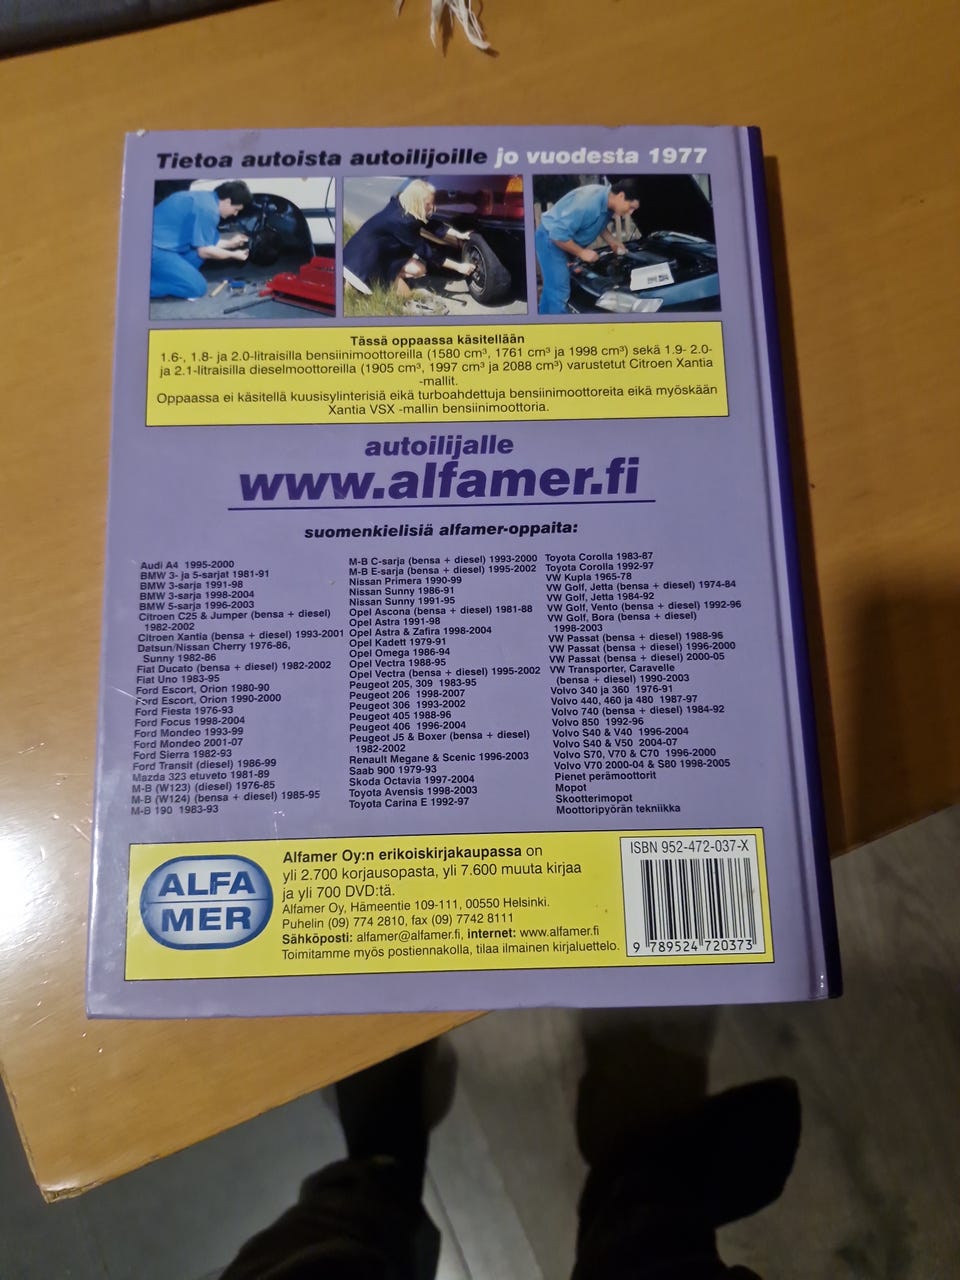 Tietoa autoista autoilijoille jo vuodesta 1977
Tässä oppaassa käsitellään
1.6-, 1.8- ja 2.0-litraisilla bensiinimoottoreilla (1580 cm³, 1761 cm³ ja 1998 cm³) sekä 1.9- 2.0-
ja 2.1-litraisilla dieselmoottoreilla (1905 cm³, 1997 cm³ ja 2088 cm³) varustetut Citroen Xantia
-mallit.
Oppaassa ei käsitellä kuusisylinterisiä eikä turboahdettuja bensiinimoottoreita eikä myöskään
Xantia VSX -mallin bensiinimoottoria.
autoilijalle
www.alfamer.fi
suomenkielisiä alfamer-oppaita:
Audi A4 1995-2000
BMW 3- ja 5-sarjat 1981-91
BMW 3-sarja 1991-98
BMW 3-sarja 1998-2004
BMW 5-sarja 1996-2003
Citroen C25 & Jumper (bensa + diesel)
1982-2002
Citroen Xantia (bensa + diesel) 1993-2001
Datsun/Nissan Cherry 1976-86,
Sunny 1982-86
Fiat Ducato (bensa + diesel) 1982-2002
Fiat Uno 1983-95
Ford Escort, Orion 1980-90
Ford Escort, Orion 1990-2000
Ford Fiesta 1976-93
Ford Focus 1998-2004
Ford Mondeo 1993-99
Ford Mondeo 2001-07
Ford Sierra 1982-93
Ford Transit (diesel) 1986-99
Mazda 323 etuveto 1981-89
M-B (W123) (diesel) 1976-85
M-B (W124) (bensa + diesel) 1985-95
M-B 190 1983-93
M-B C-sarja (bensa + diesel) 1993-2000
M-B E-sarja (bensa + diesel) 1995-2002
Nissan Primera 1990-99
Nissan Sunny 1986-91
Nissan Sunny 1991-95
Opel Ascona (bensa + diesel) 1981-88
Opel Astra 1991-98
Opel Astra & Zafira 1998-2004
Opel Kadett 1979-91
Opel Omega 1986-94
Opel Vectra 1988-95
Opel Vectra (bensa + diesel) 1995-2002
Peugeot 205, 309 1983-95
Peugeot 206 1998-2007
Peugeot 306 1993-2002
Peugeot 405 1988-96
Peugeot 406 1996-2004
Peugeot J5 & Boxer (bensa + diesel)
1982-2002
Renault Megane & Scenic 1996-2003
Saab 900 1979-93
Skoda Octavia 1997-2004
Toyota Avensis 1998-2003
Toyota Carina E 1992-97
Toyota Corolla 1983-87
Toyota Corolla 1992-97
VW Kupla 1965-78
VW Golf, Jetta (bensa + diesel) 1974-84
VW Golf, Jetta 1984-92
VW Golf, Vento (bensa + diesel) 1992-96
VW Golf, Bora (bensa + diesel)
1998-2003
VW Passat (bensa + diesel) 1988-96
VW Passat (bensa + diesel) 1996-2000
VW Passat (bensa + diesel) 2000-05
VW Transporter, Caravelle
(bensa + diesel) 1990-2003
Volvo 340 ja 360 1976-91
Volvo 440, 460 ja 480 1987-97
Volvo 740 (bensa + diesel) 1984-92
Volvo 850 1992-96
Volvo S40 & V40 1996-2004
Volvo S40 & V50 2004-07
Volvo S70, V70 & C70 1996-2000
Volvo V70 2000-04 & S80 1998-2005
Pienet perämoottorit
Mopot
Skootterimopot
Moottoripyörän tekniikka
ALFA
MER
Alfamer Oy:n erikoiskirjakaupassa on
yli 2.700 korjausopasta, yli 7.600 muuta kirjaa
ja yli 700 DVD:tä.
Alfamer Oy, Hämeentie 109-111, 00550 Helsinki.
Puhelin (09) 774 2810, fax (09) 7742 8111
Sähköposti: alfamer@alfamer.fi, internet: www.alfamer.fi
Toimitamme myös postiennakolla, tilaa ilmainen kirjaluettelo.
ISBN 952-472-037-X
9 789524 720373